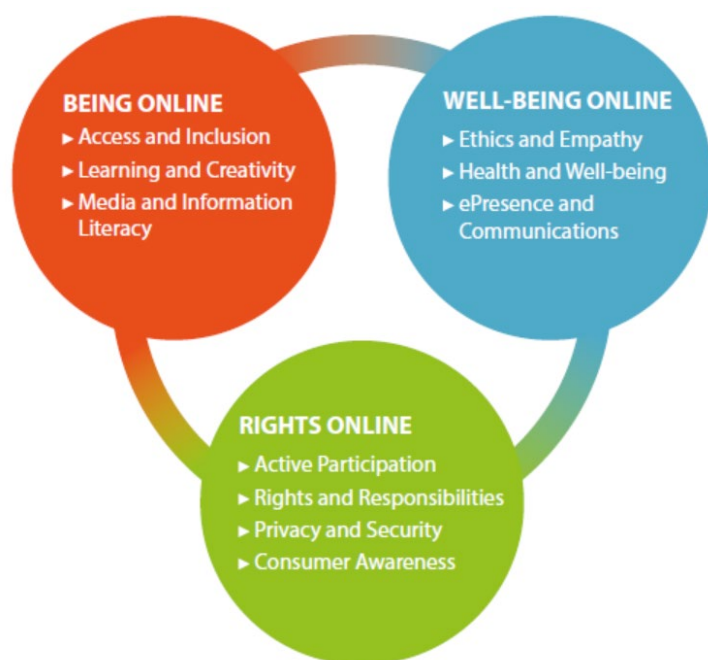 BEING ONLINE
▸ Access and Inclusion
▸ Learning and Creativity
▸ Media and Information
Literacy
WELL-BEING ONLINE
▸ Ethics and Empathy
▸ Health and Well-being
▸ ePresence and
Communications
RIGHTS ONLINE
▸ Active Participation
▸ Rights and Responsibilities
▸ Privacy and Security
▸ Consumer Awareness